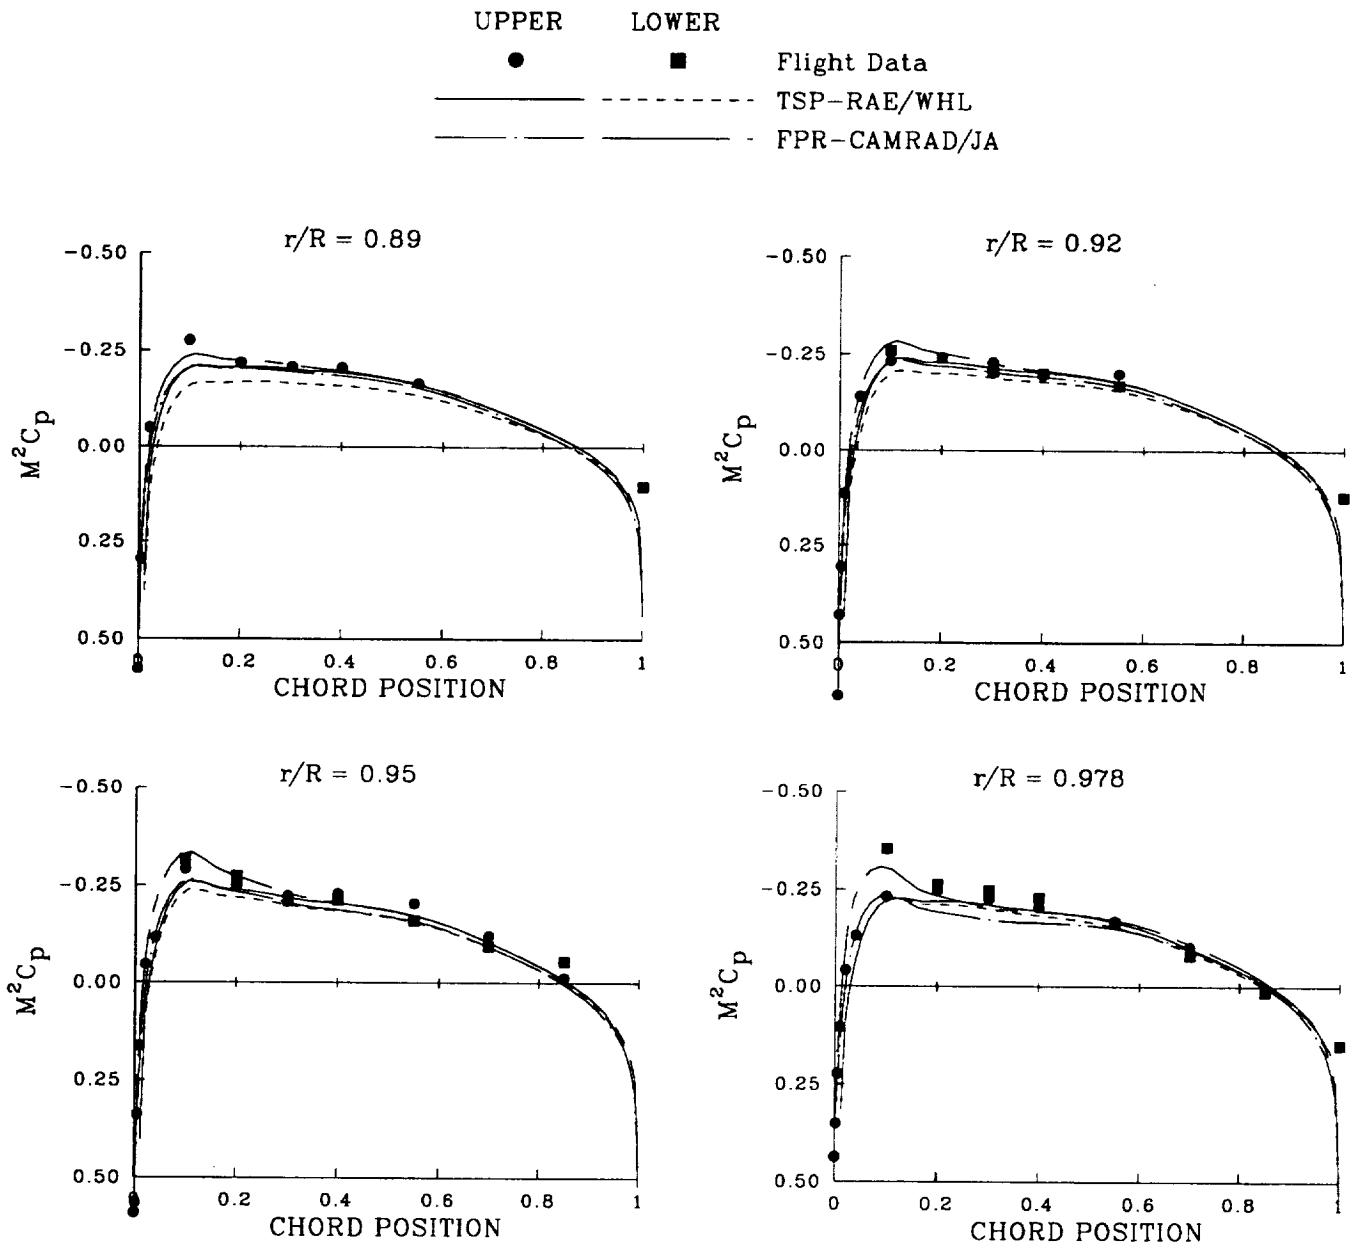 UPPER LOWER
Flight Data
TSP-RAE/WHL
FPR-CAMRAD/JA
r/R = 0.89
-0.50
-0.25
0.00
0.25
0.50
M²Cp
0.2 0.4 0.6 0.8 1
CHORD POSITION
r/R = 0.92
-0.50
-0.25
0.00
0.25
0.50
M²Cp
0 0.2 0.4 0.6 0.8 1
CHORD POSITION
r/R = 0.95
-0.50
-0.25
0.00
0.25
0.50
M²Cp
0.2 0.4 0.6 0.8 1
CHORD POSITION
r/R = 0.978
-0.50
-0.25
0.00
0.25
0.50
M²Cp
0 0.2 0.4 0.6 0.8 1
CHORD POSITION